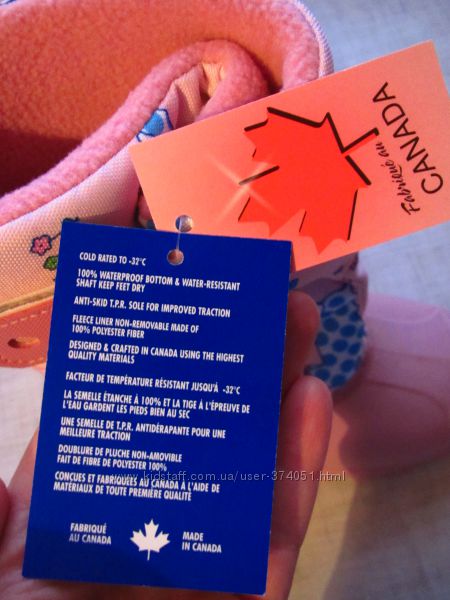 Fabriqué au
CANADA
COLD RATED TO -32°C
100% WATERPROOF BOTTOM & WATER-RESISTANT
SHAFT KEEP FEET DRY
ANTI-SKID T.P.R. SOLE FOR IMPROVED TRACTION
FLEECE LINER NON-REMOVABLE MADE OF
100% POLYESTER FIBER
DESIGNED & CRAFTED IN CANADA USING THE HIGHEST
QUALITY MATERIALS
FACTEUR DE TEMPÉRATURE RÉSISTANT JUSQU'À -32°C
LA SEMELLE ÉTANCHE À 100% ET LA TIGE À L'ÉPREUVE DE
L'EAU GARDENT LES PIEDS BIEN AU SEC
UNE SEMELLE DE T.P.R. ANTIDÉRAPANTE POUR UNE
MEILLEURE TRACTION
DOUBLURE DE PLUCHE NON-AMOVIBLE
FAIT DE FIBRE DE POLYESTER 100%
CONÇUES ET FABRIQUÉES AU CANADA À L'AIDE DE
MATERIAUX DE TOUTE PREMIÈRE QUALITÉ
FABRIQUÉ
AU CANADA
MADE
IN CANADA
www.kidstaff.com.ua/user-374051.html